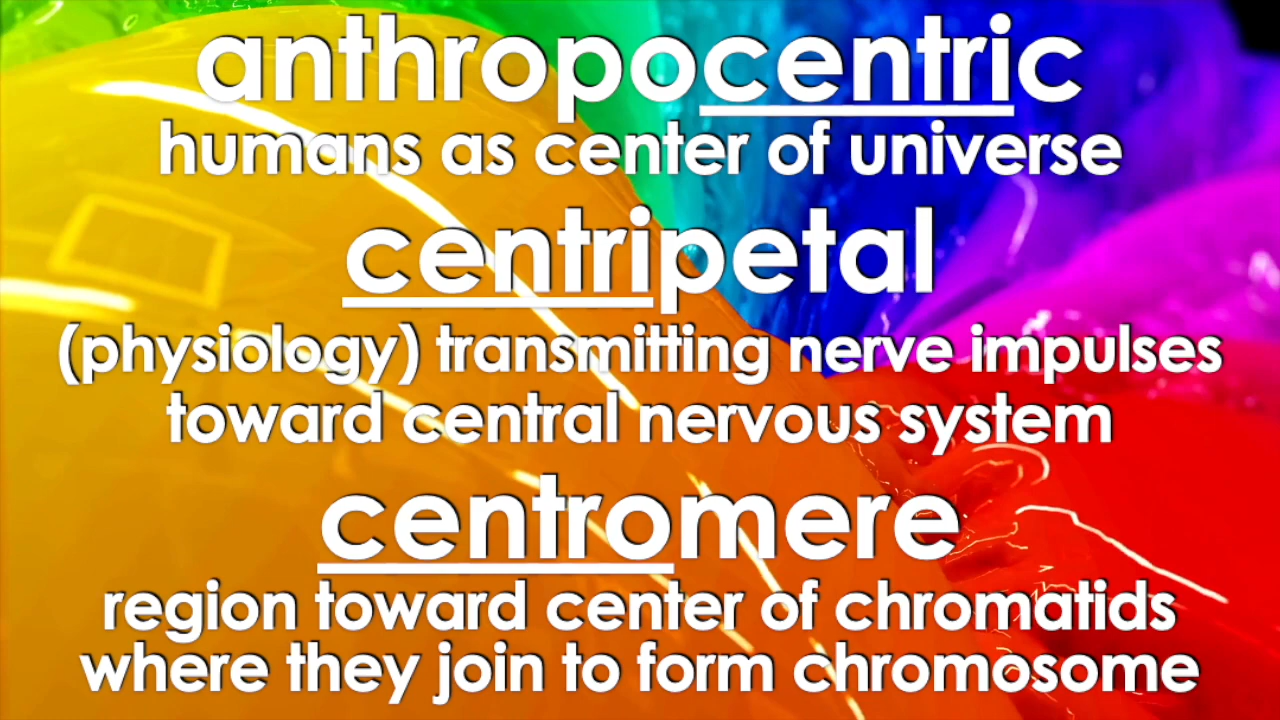 anthropocentric
humans as center of universe
centripetal
(physiology) transmitting nerve impulses
toward central nervous system
centromere
region toward center of chromatids
where they join to form chromosome